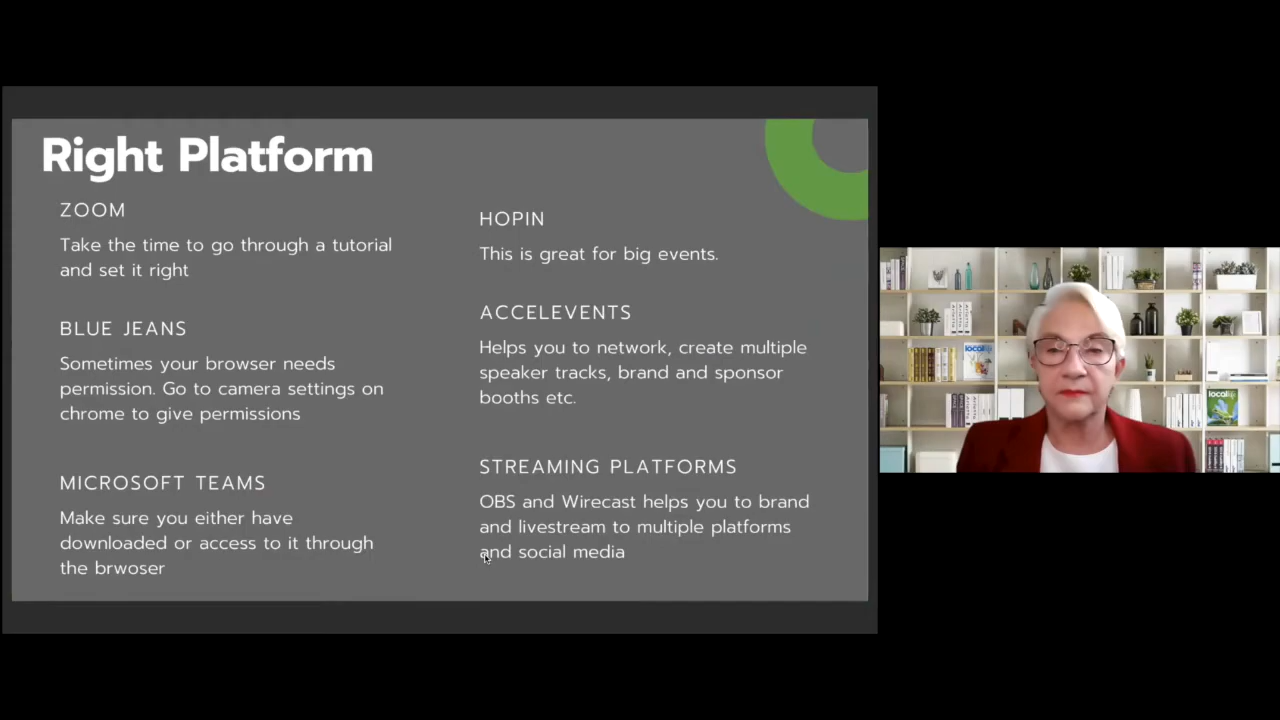 Right Platform
ZOOM
Take the time to go through a tutorial
and set it right
BLUE JEANS
Sometimes your browser needs
permission. Go to camera settings on
chrome to give permissions
MICROSOFT TEAMS
Make sure you either have
downloaded or access to it through
the brwoser
HOPIN
This is great for big events.
ACCELEVENTS
Helps you to network, create multiple
speaker tracks, brand and sponsor
booths etc.
STREAMING PLATFORMS
OBS and Wirecast helps you to brand
and livestream to multiple platforms
and social media
local
local